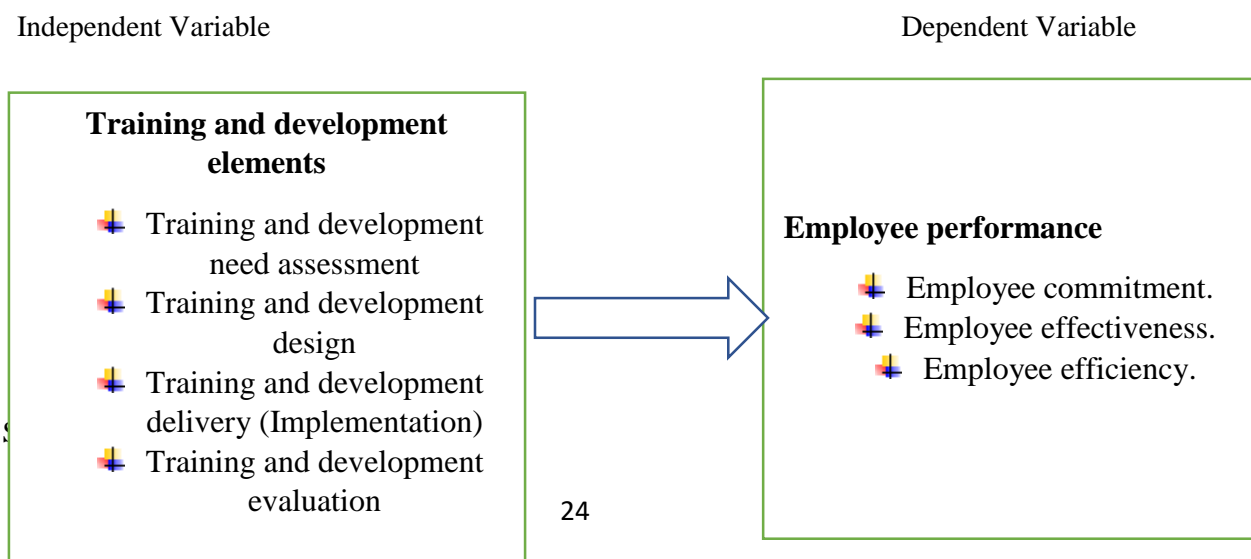 Independent Variable
Dependent Variable
Training and development
elements
Training and development
need assessment
Training and development
design
Training and development
delivery (Implementation)
Training and development
evaluation
Employee performance
Employee commitment.
Employee effectiveness.
Employee efficiency.
24